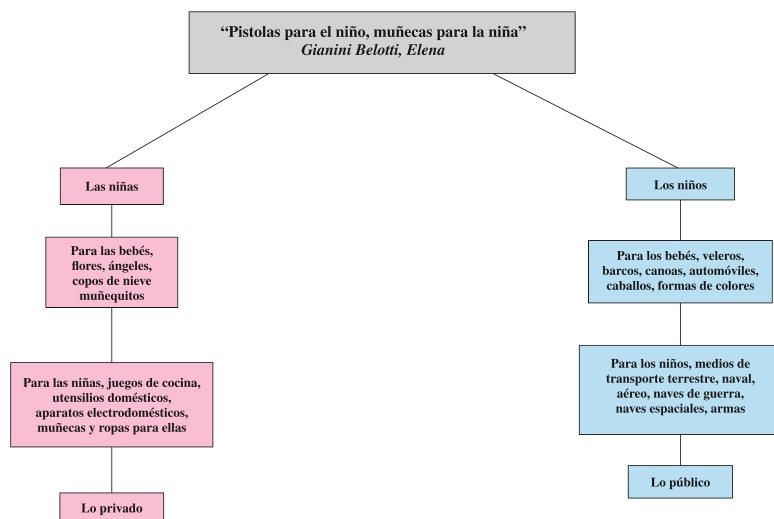 “Pistolas para el niño, muñecas para la niña”
Gianini Belotti, Elena
Las niñas
Para las bebés,
flores, ángeles,
copos de nieve
muñequitos
Para las niñas, juegos de cocina,
utensilios domésticos,
aparatos electrodomésticos,
muñecas y ropas para ellas
Lo privado
Los niños
Para los bebés, veleros,
barcos, canoas, automóviles,
caballos, formas de colores
Para los niños, medios de
transporte terrestre, naval,
aéreo, naves de guerra,
naves espaciales, armas
Lo público